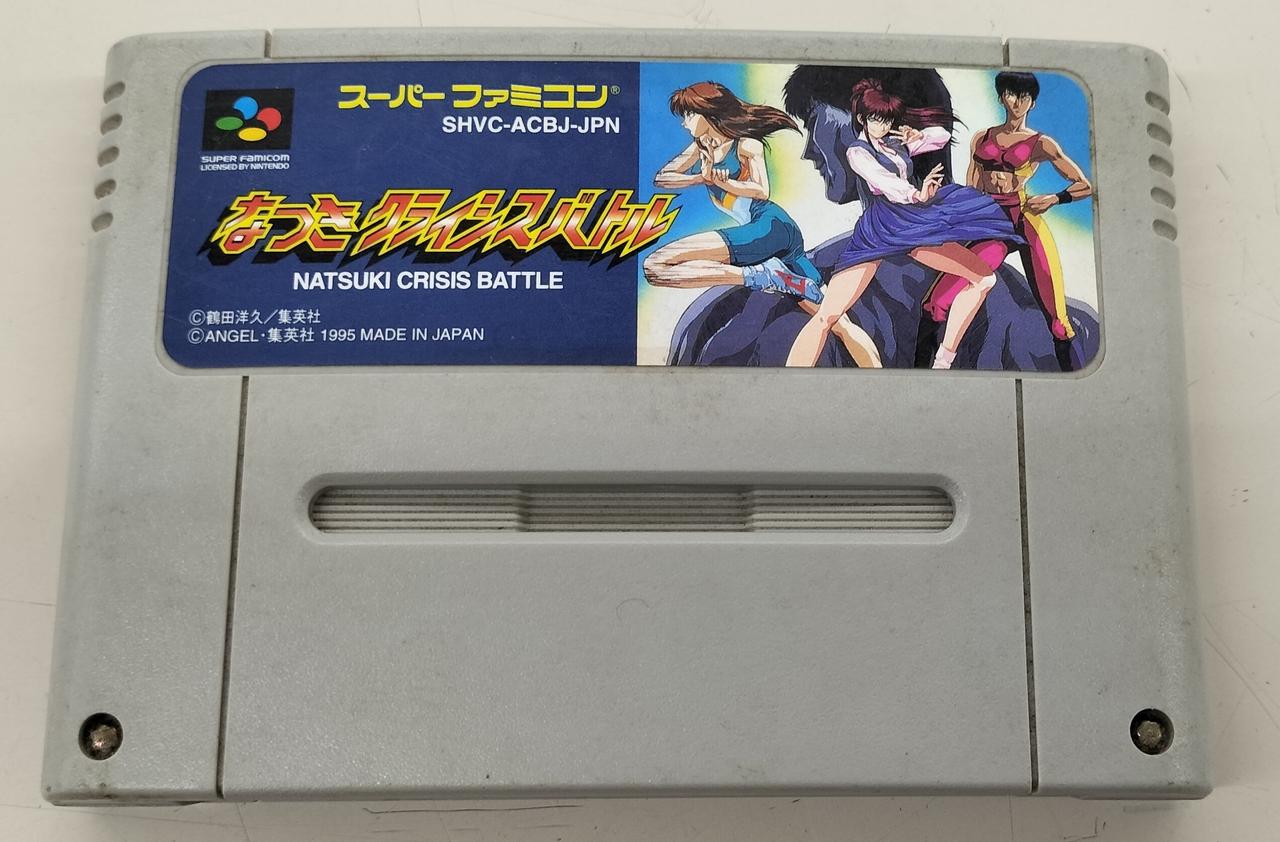 スーパーファミコン®
SHVC-ACBJ-JPN
SUPER FAMICOM
LICENSED BY NINTENDO
なつきクライシスバトル
NATSUKI CRISIS BATTLE
©鶴田洋久／集英社
©ANGEL・集英社 1995 MADE IN JAPAN